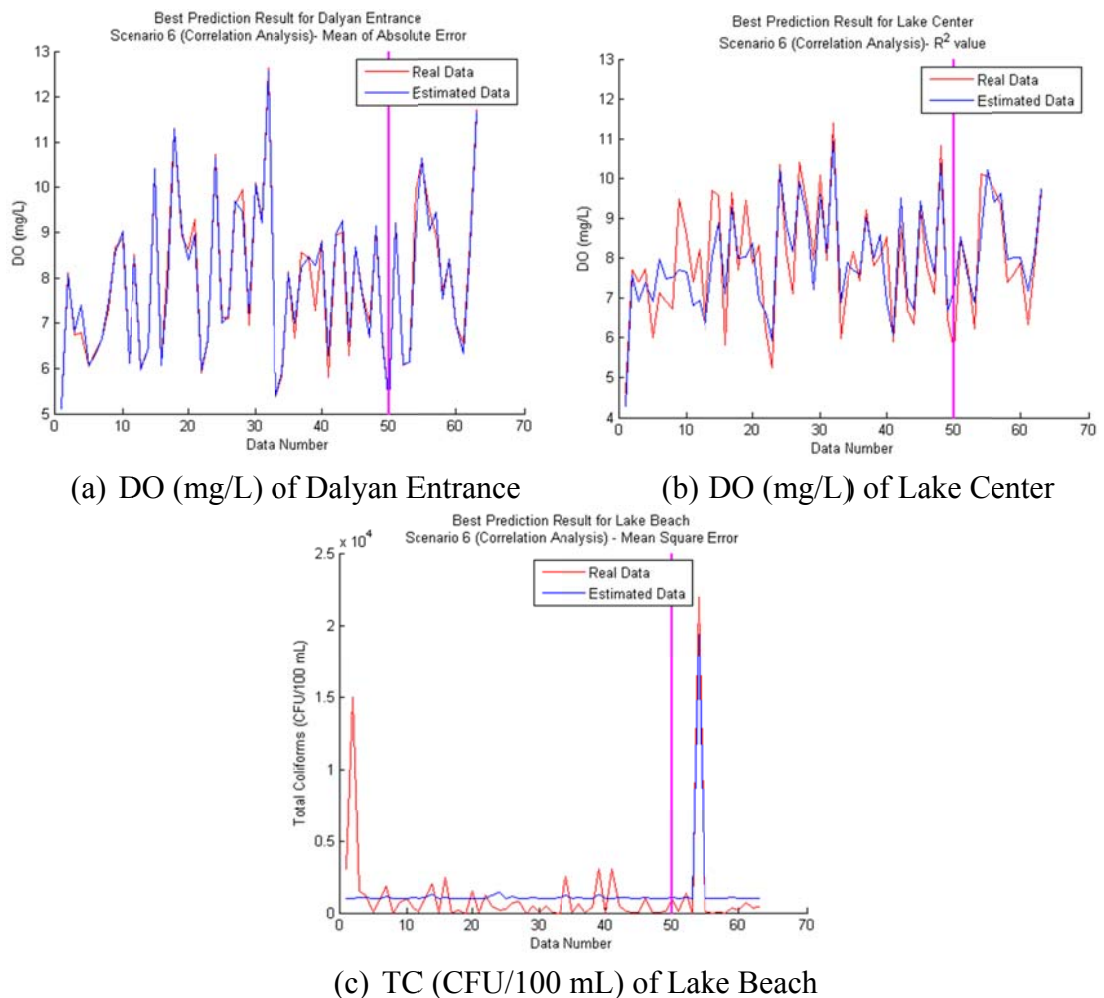 Best Prediction Result for Dalyan Entrance
Scenario 6 (Correlation Analysis)- Mean of Absolute Error
13
12
11
10
9
8
7
6
5
DO (mg/L)
Real Data
Estimated Data
0 10 20 30 40 50 60 70
Data Number
(a) DO (mg/L) of Dalyan Entrance
Best Prediction Result for Lake Center
Scenario 6 (Correlation Analysis)- R² value
13
12
11
10
9
8
7
6
5
4
DO (mg/L)
Real Data
Estimated Data
0 10 20 30 40 50 60 70
Data Number
(b) DO (mg/L) of Lake Center
Best Prediction Result for Lake Beach
Scenario 6 (Correlation Analysis) - Mean Square Error
x 10⁴
2.5
2
1.5
1
0.5
0
Total Coliforms (CFU/100 mL)
Real Data
Estimated Data
0 10 20 30 40 50 60 70
Data Number
(c) TC (CFU/100 mL) of Lake Beach